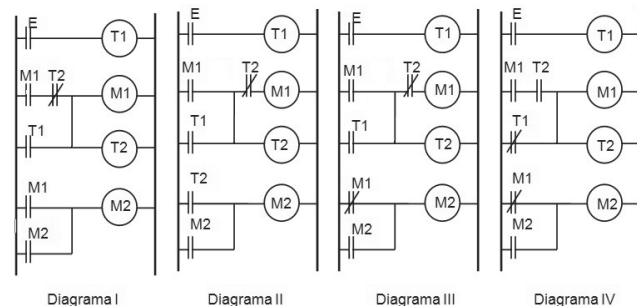 E T1
M1 T2 M1
T1 T2
M1 M2
M2
Diagrama I
E T1
M1 T2 M1
T1 T2
T2 M2
M2
Diagrama II
E T1
M1 T2 M1
T1 T2
M1 M2
M2
Diagrama III
E T1
M1 T2 M1
T1 T2
M1 M2
M2
Diagrama IV